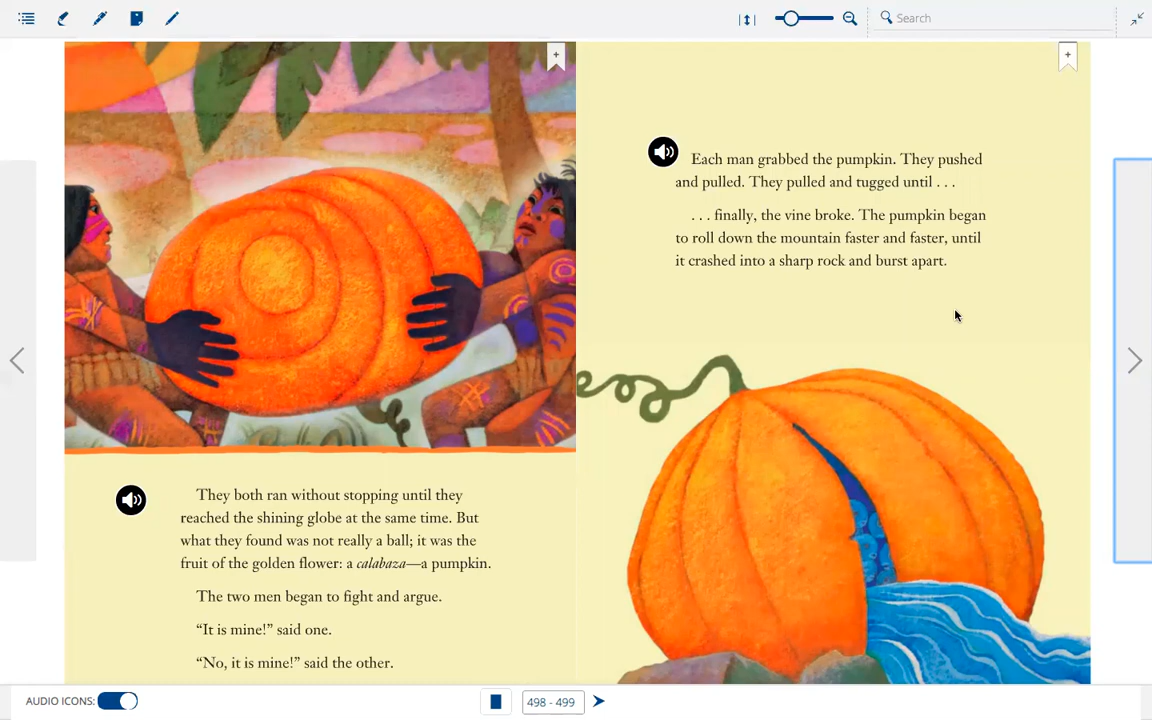 Search
They both ran without stopping until they
reached the shining globe at the same time. But
what they found was not really a ball; it was the
fruit of the golden flower: a calabaza—a pumpkin.
The two men began to fight and argue.
“It is mine!” said one.
“No, it is mine!” said the other.
Each man grabbed the pumpkin. They pushed
and pulled. They pulled and tugged until . . .
. . . finally, the vine broke. The pumpkin began
to roll down the mountain faster and faster, until
it crashed into a sharp rock and burst apart.
AUDIO ICONS:
498 - 499